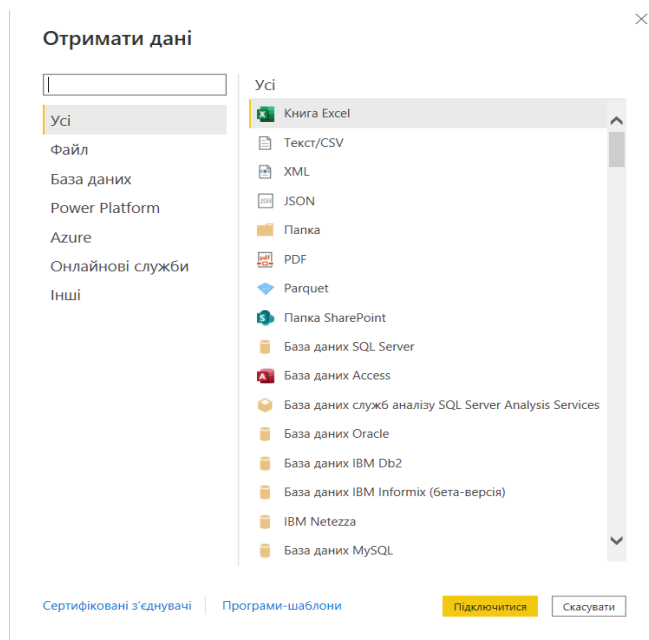 Отримати дані
Усі
Файл
База даних
Power Platform
Azure
Онлайнові служби
Інші
Усі
Книга Excel
Текст/CSV
XML
JSON
Папка
PDF
Parquet
Папка SharePoint
База даних SQL Server
База даних Access
База даних служб аналізу SQL Server Analysis Services
База даних Oracle
База даних IBM Db2
База даних IBM Informix (бета-версія)
IBM Netezza
База даних MySQL
Сертифіковані з’єднувачі
Програми-шаблони
Підключитися
Скасувати